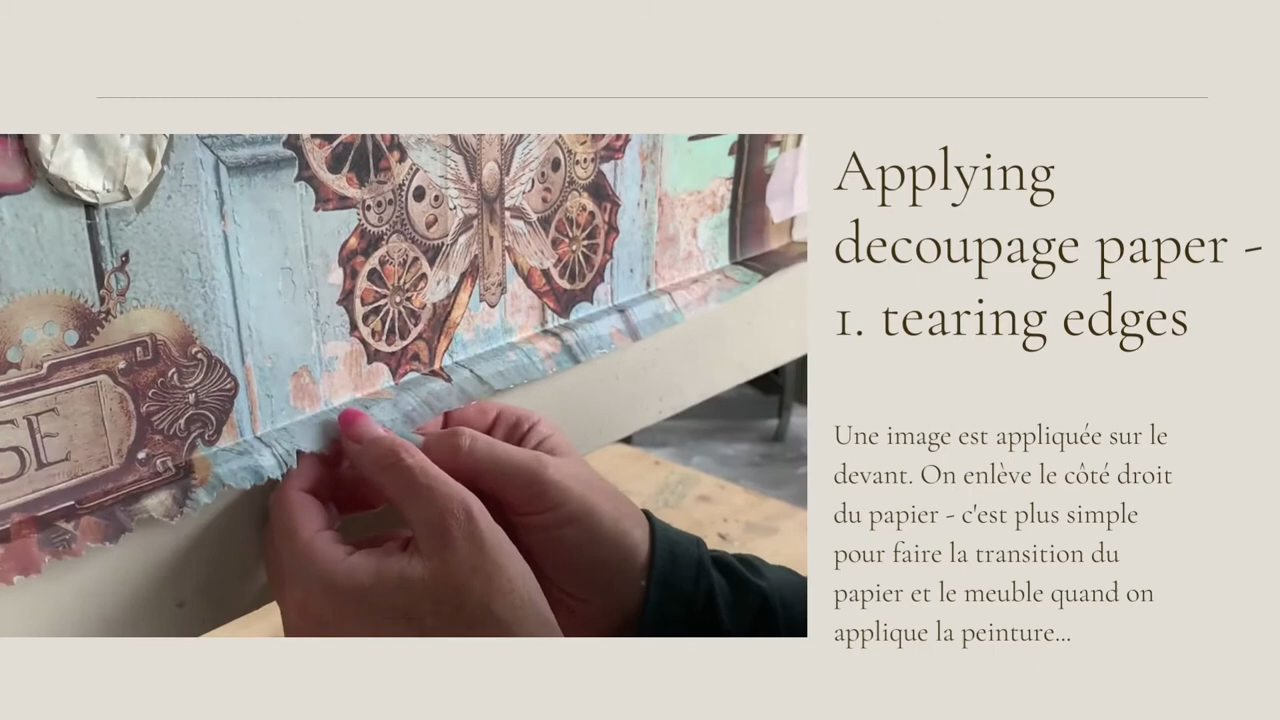 Applying
decoupage paper -
1. tearing edges
Une image est appliquée sur le
devant. On enlève le côté droit
du papier - c'est plus simple
pour faire la transition du
papier et le meuble quand on
applique la peinture...
SE